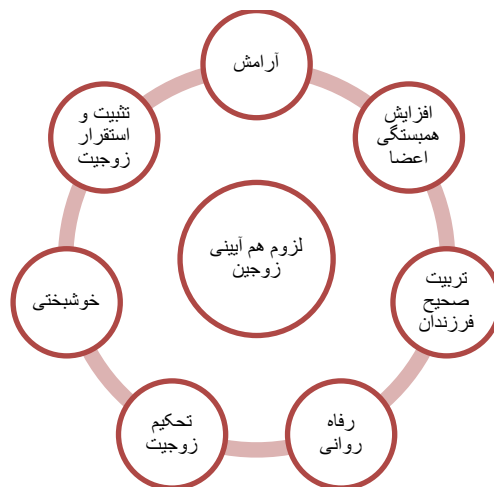 آرامش
افزایش
همبستگی
اعضا
تربیت
صحیح
فرزندان
رفاه
روانی
تحکیم
زوجیت
خوشبختی
تثبیت و
استقرار
زوجیت
لزوم هم آیینی
زوجین